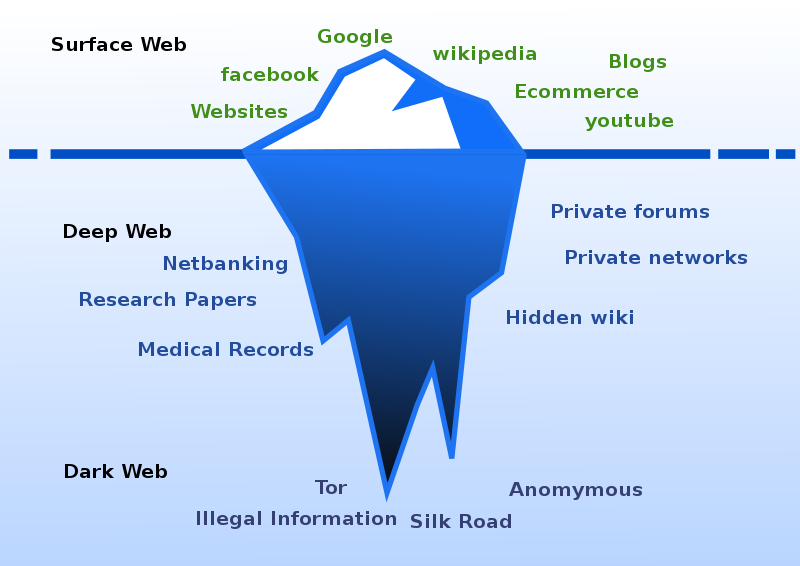 Google
Surface Web
wikipedia
Blogs
facebook
Ecommerce
Websites
youtube
Private forums
Deep Web
Private networks
Netbanking
Research Papers
Hidden wiki
Medical Records
Dark Web
Tor
Anomymous
Illegal Information
Silk Road